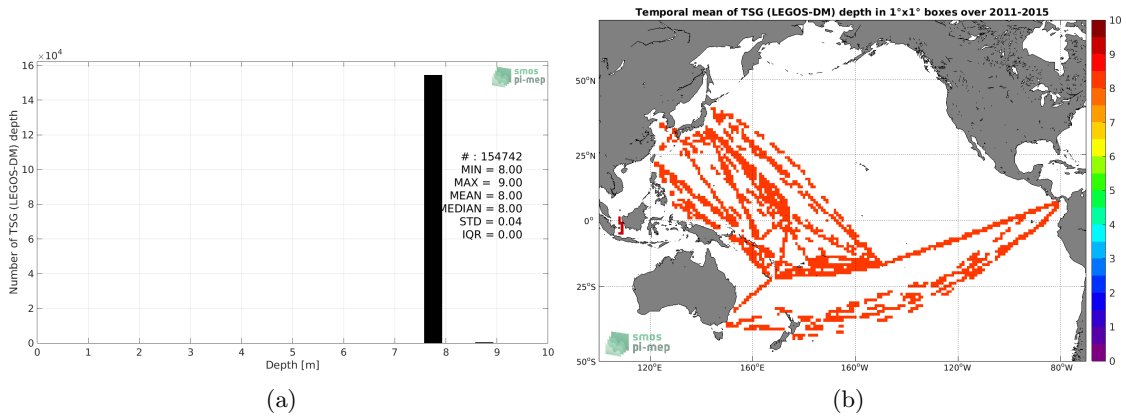 ×10⁴
16
14
12
10
8
6
4
2
0
Number of TSG (LEGOS-DM) depth
smos
pi-mep
# : 154742
MIN = 8.00
MAX = 9.00
MEAN = 8.00
MEDIAN = 8.00
STD = 0.04
IQR = 0.00
0 1 2 3 4 5 6 7 8 9 10
Depth [m]
(a)
Temporal mean of TSG (LEGOS-DM) depth in 1°x1° boxes over 2011-2015
50°N
25°N
0°
25°S
50°S
120°E 160°E 160°W 120°W 80°W
smos
pi-mep
10
9
8
7
6
5
4
3
2
1
0
(b)